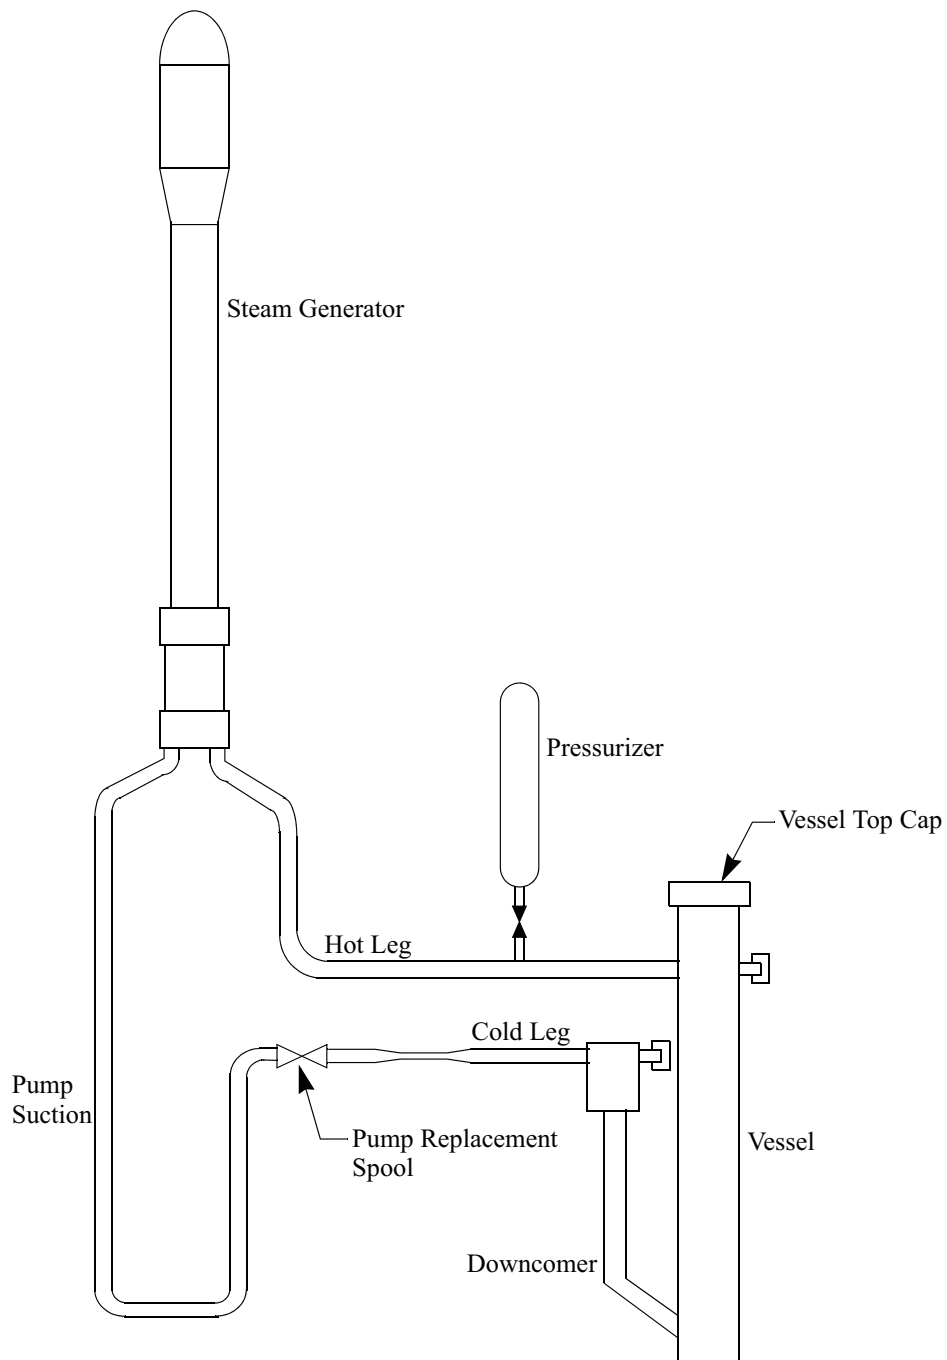 Steam Generator
Pressurizer
Vessel Top Cap
Hot Leg
Cold Leg
Pump
Suction
Pump Replacement
Spool
Vessel
Downcomer